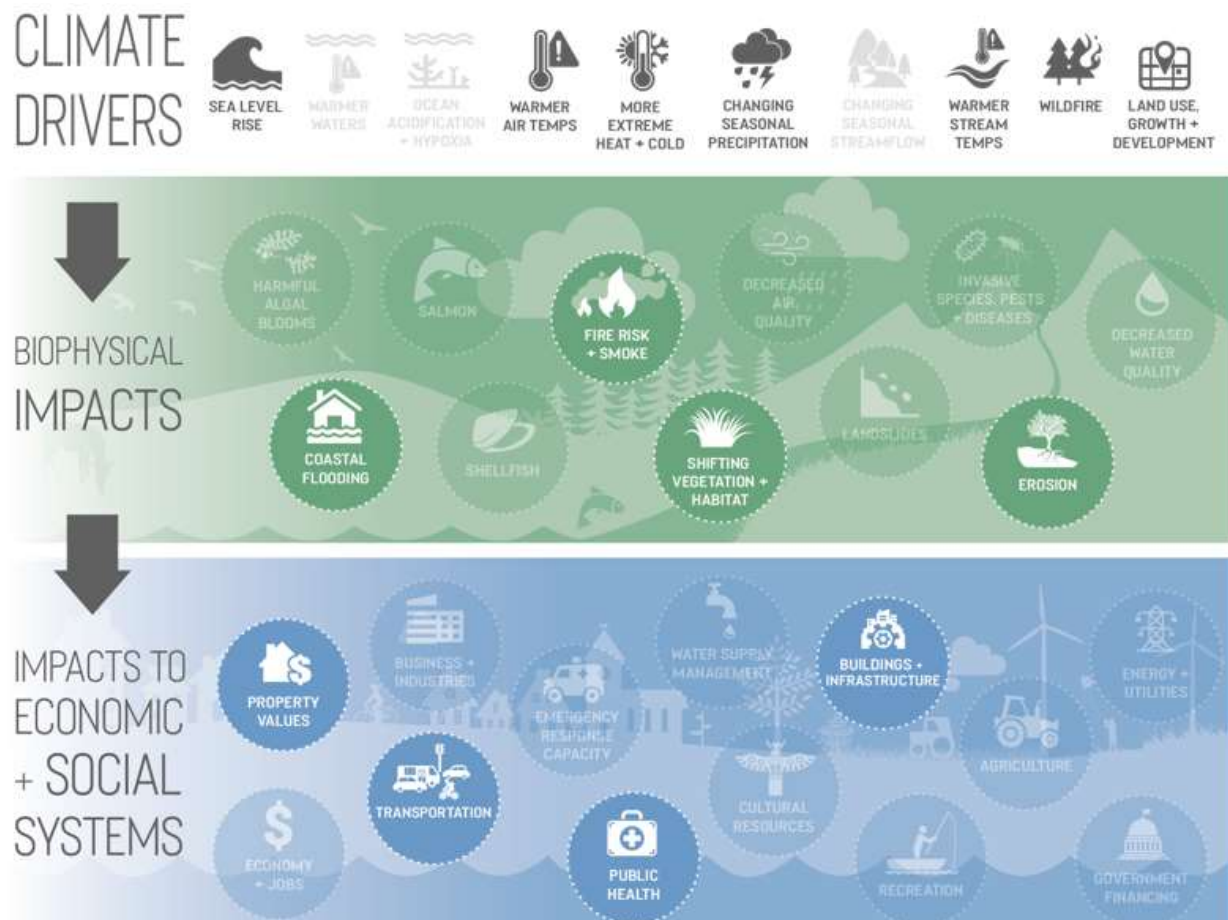 CLIMATE
DRIVERS
SEA LEVEL
RISE
WARMER
WATERS
OCEAN
ACIDIFICATION
+ HYPOXIA
WARMER
AIR TEMPS
MORE
EXTREME
HEAT + COLD
CHANGING
SEASONAL
PRECIPITATION
CHANGING
SEASONAL
STREAMFLOW
WARMER
STREAM
TEMPS
WILDFIRE
LAND USE,
GROWTH +
DEVELOPMENT
BIOPHYSICAL
IMPACTS
HARMFUL
ALGAL
BLOOMS
SALMON
FIRE RISK
+ SMOKE
DECREASED
AIR
QUALITY
INVASIVE
SPECIES, PESTS
+ DISEASES
DECREASED
WATER
QUALITY
COASTAL
FLOODING
SHELLFISH
SHIFTING
VEGETATION +
HABITAT
LANDSLIDES
EROSION
IMPACTS TO
ECONOMIC
+ SOCIAL
SYSTEMS
PROPERTY
VALUES
BUSINESS +
INDUSTRIES
EMERGENCY
RESPONSE
CAPACITY
WATER SUPPLY
MANAGEMENT
BUILDINGS +
INFRASTRUCTURE
ENERGY +
UTILITIES
TRANSPORTATION
CULTURAL
RESOURCES
AGRICULTURE
ECONOMY
+ JOBS
PUBLIC
HEALTH
RECREATION
GOVERNMENT
FINANCING